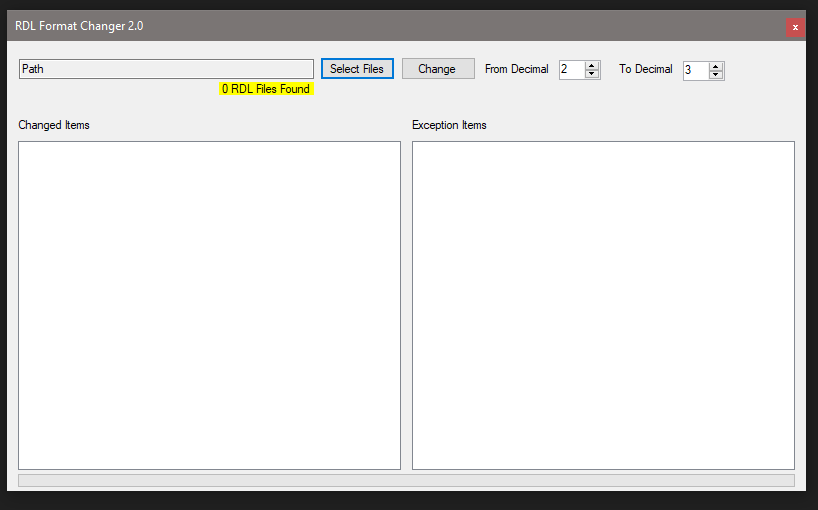 RDL Format Changer 2.0
x
Path
Select Files
Change
From Decimal
2
To Decimal
3
0 RDL Files Found
Changed Items
Exception Items